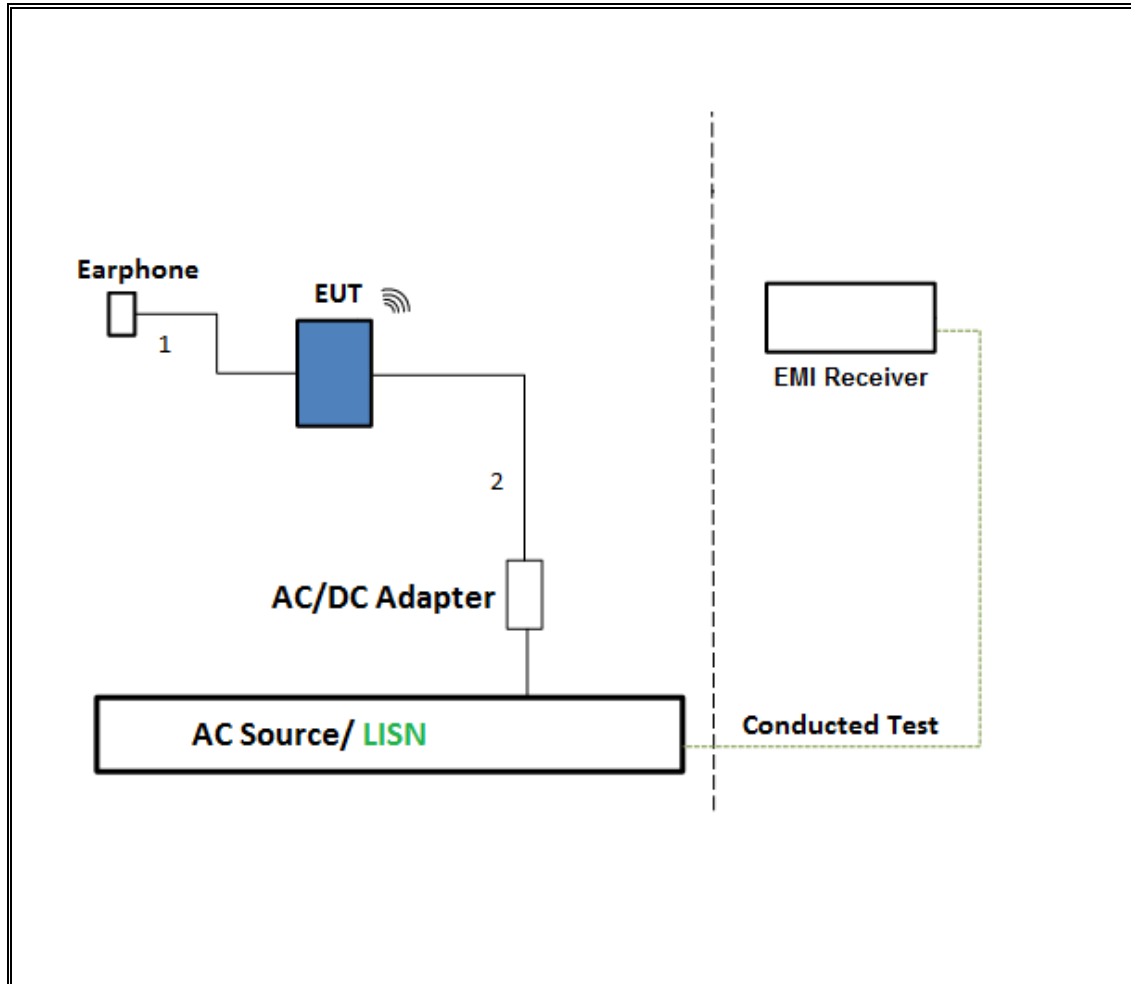 Earphone
1
EUT
2
AC/DC Adapter
AC Source/ LISN
EMI Receiver
Conducted Test